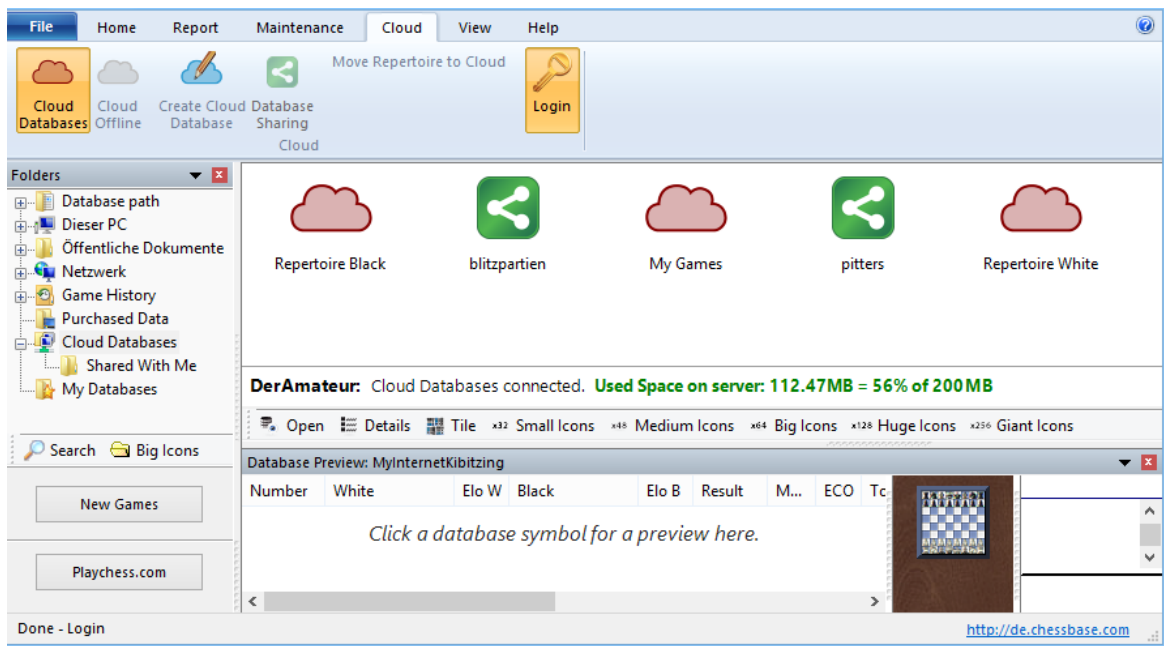 File Home Report Maintenance Cloud View Help
Move Repertoire to Cloud
Cloud Databases
Cloud Offline
Create Cloud Database
Database Sharing
Login
Cloud
Folders
Database path
Dieser PC
Öffentliche Dokumente
Netzwerk
Game History
Purchased Data
Cloud Databases
Shared With Me
My Databases
Search Big Icons
New Games
Playchess.com
Repertoire Black blitzpartien My Games pitters Repertoire White
DerAmateur: Cloud Databases connected. Used Space on server: 112.47MB = 56% of 200MB
Open Details Tile x32 Small Icons x48 Medium Icons x64 Big Icons x128 Huge Icons x256 Giant Icons
Database Preview: MyInternetKibitzing
Number White Elo W Black Elo B Result M... ECO
Click a database symbol for a preview here.
Done - Login
http://de.chessbase.com